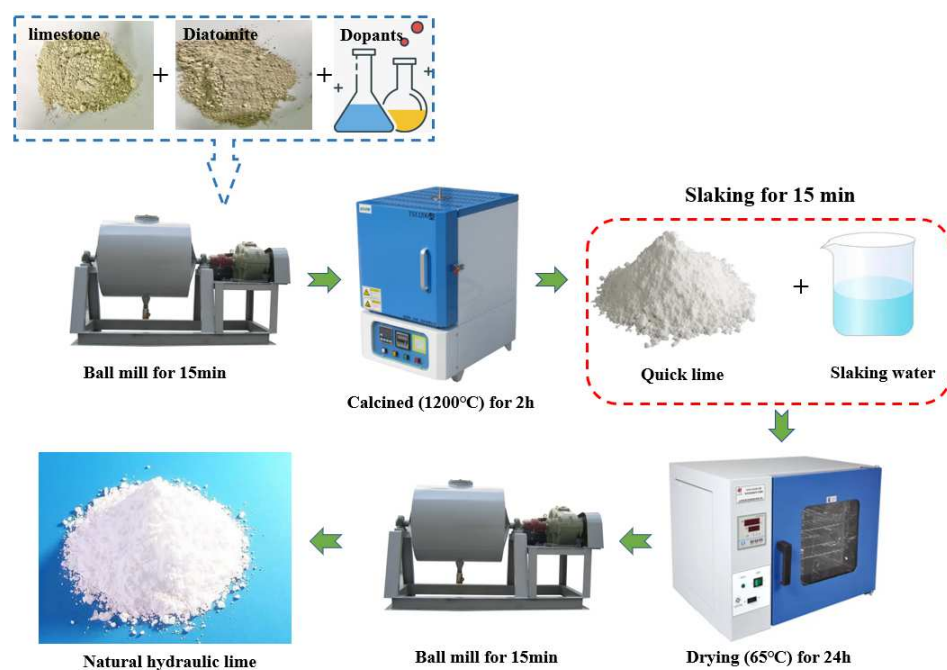 limestone
Diatomite
Dopants
+
+
Slaking for 15 min
+
Quick lime
Slaking water
Ball mill for 15min
Calcined (1200℃) for 2h
Natural hydraulic lime
Ball mill for 15min
Drying (65℃) for 24h